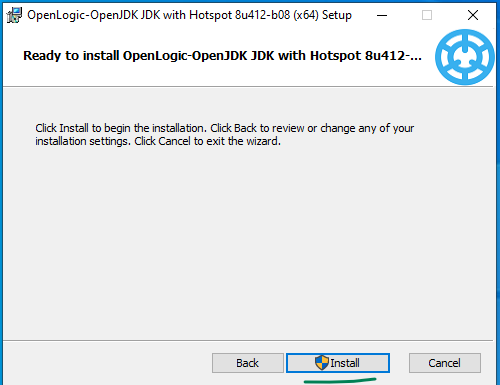 OpenLogic-OpenJDK JDK with Hotspot 8u412-b08 (x64) Setup
Ready to install OpenLogic-OpenJDK JDK with Hotspot 8u412-...
Click Install to begin the installation. Click Back to review or change any of your
installation settings. Click Cancel to exit the wizard.
Back
Install
Cancel